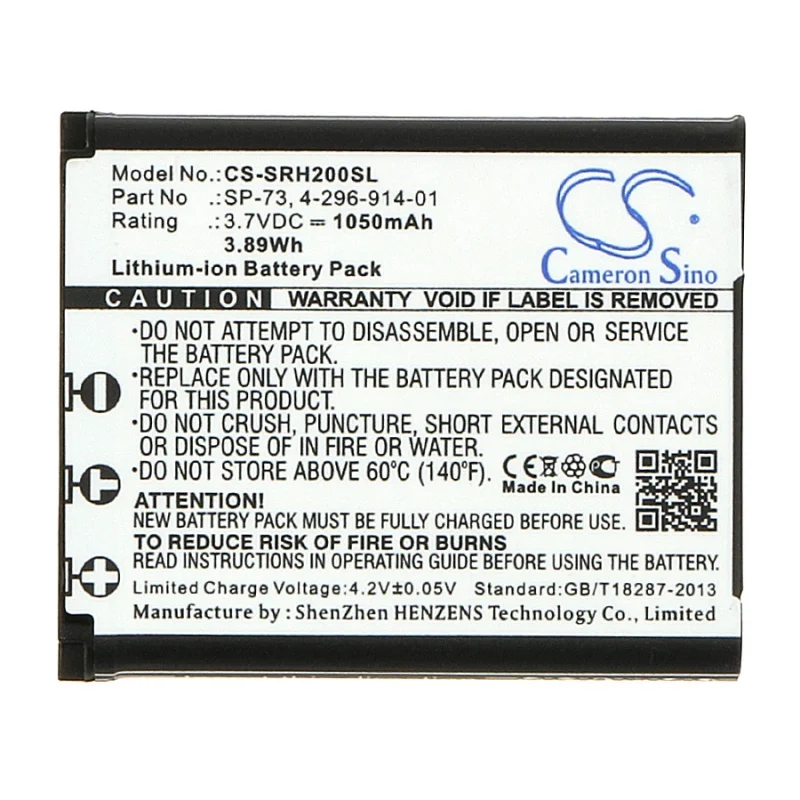 Model No.: CS-SRH200SL
P/N : SP-73, 4-296-914-01
Rating : 3.7VDC ⎓ 1050mAh
3.89Wh
Lithium-ion Battery Pack
CS
Cameron Sino
CAUTION WARRANTY VOID IF LABEL IS REMOVED
•DO NOT ATTEMPT TO DISASSEMBLE, OPEN OR SERVICE
THE BATTERY PACK.
•REPLACE ONLY WITH THE BATTERY PACK DESIGNATED
FOR THIS PRODUCT.
•DO NOT CRUSH, PUNCTURE, SHORT EXTERNAL CONTACTS
OR DISPOSE OF IN FIRE OR WATER.
•DO NOT STORE ABOVE 60°C (140°F).
CE
Made In China
ATTENTION:
NEW BATTERY PACK MUST BE FULLY CHARGED BEFORE USE.
TO REDUCE RISK OF FIRE OR BURNS
READ INSTRUCTIONS IN OPERATING GUIDE BEFORE USING.
Limited Charge Voltage:4.2V±0.05V Standard:GB/T18287-2013
Manufacture by : ShenZhen HENZENS Technology Co., Limited